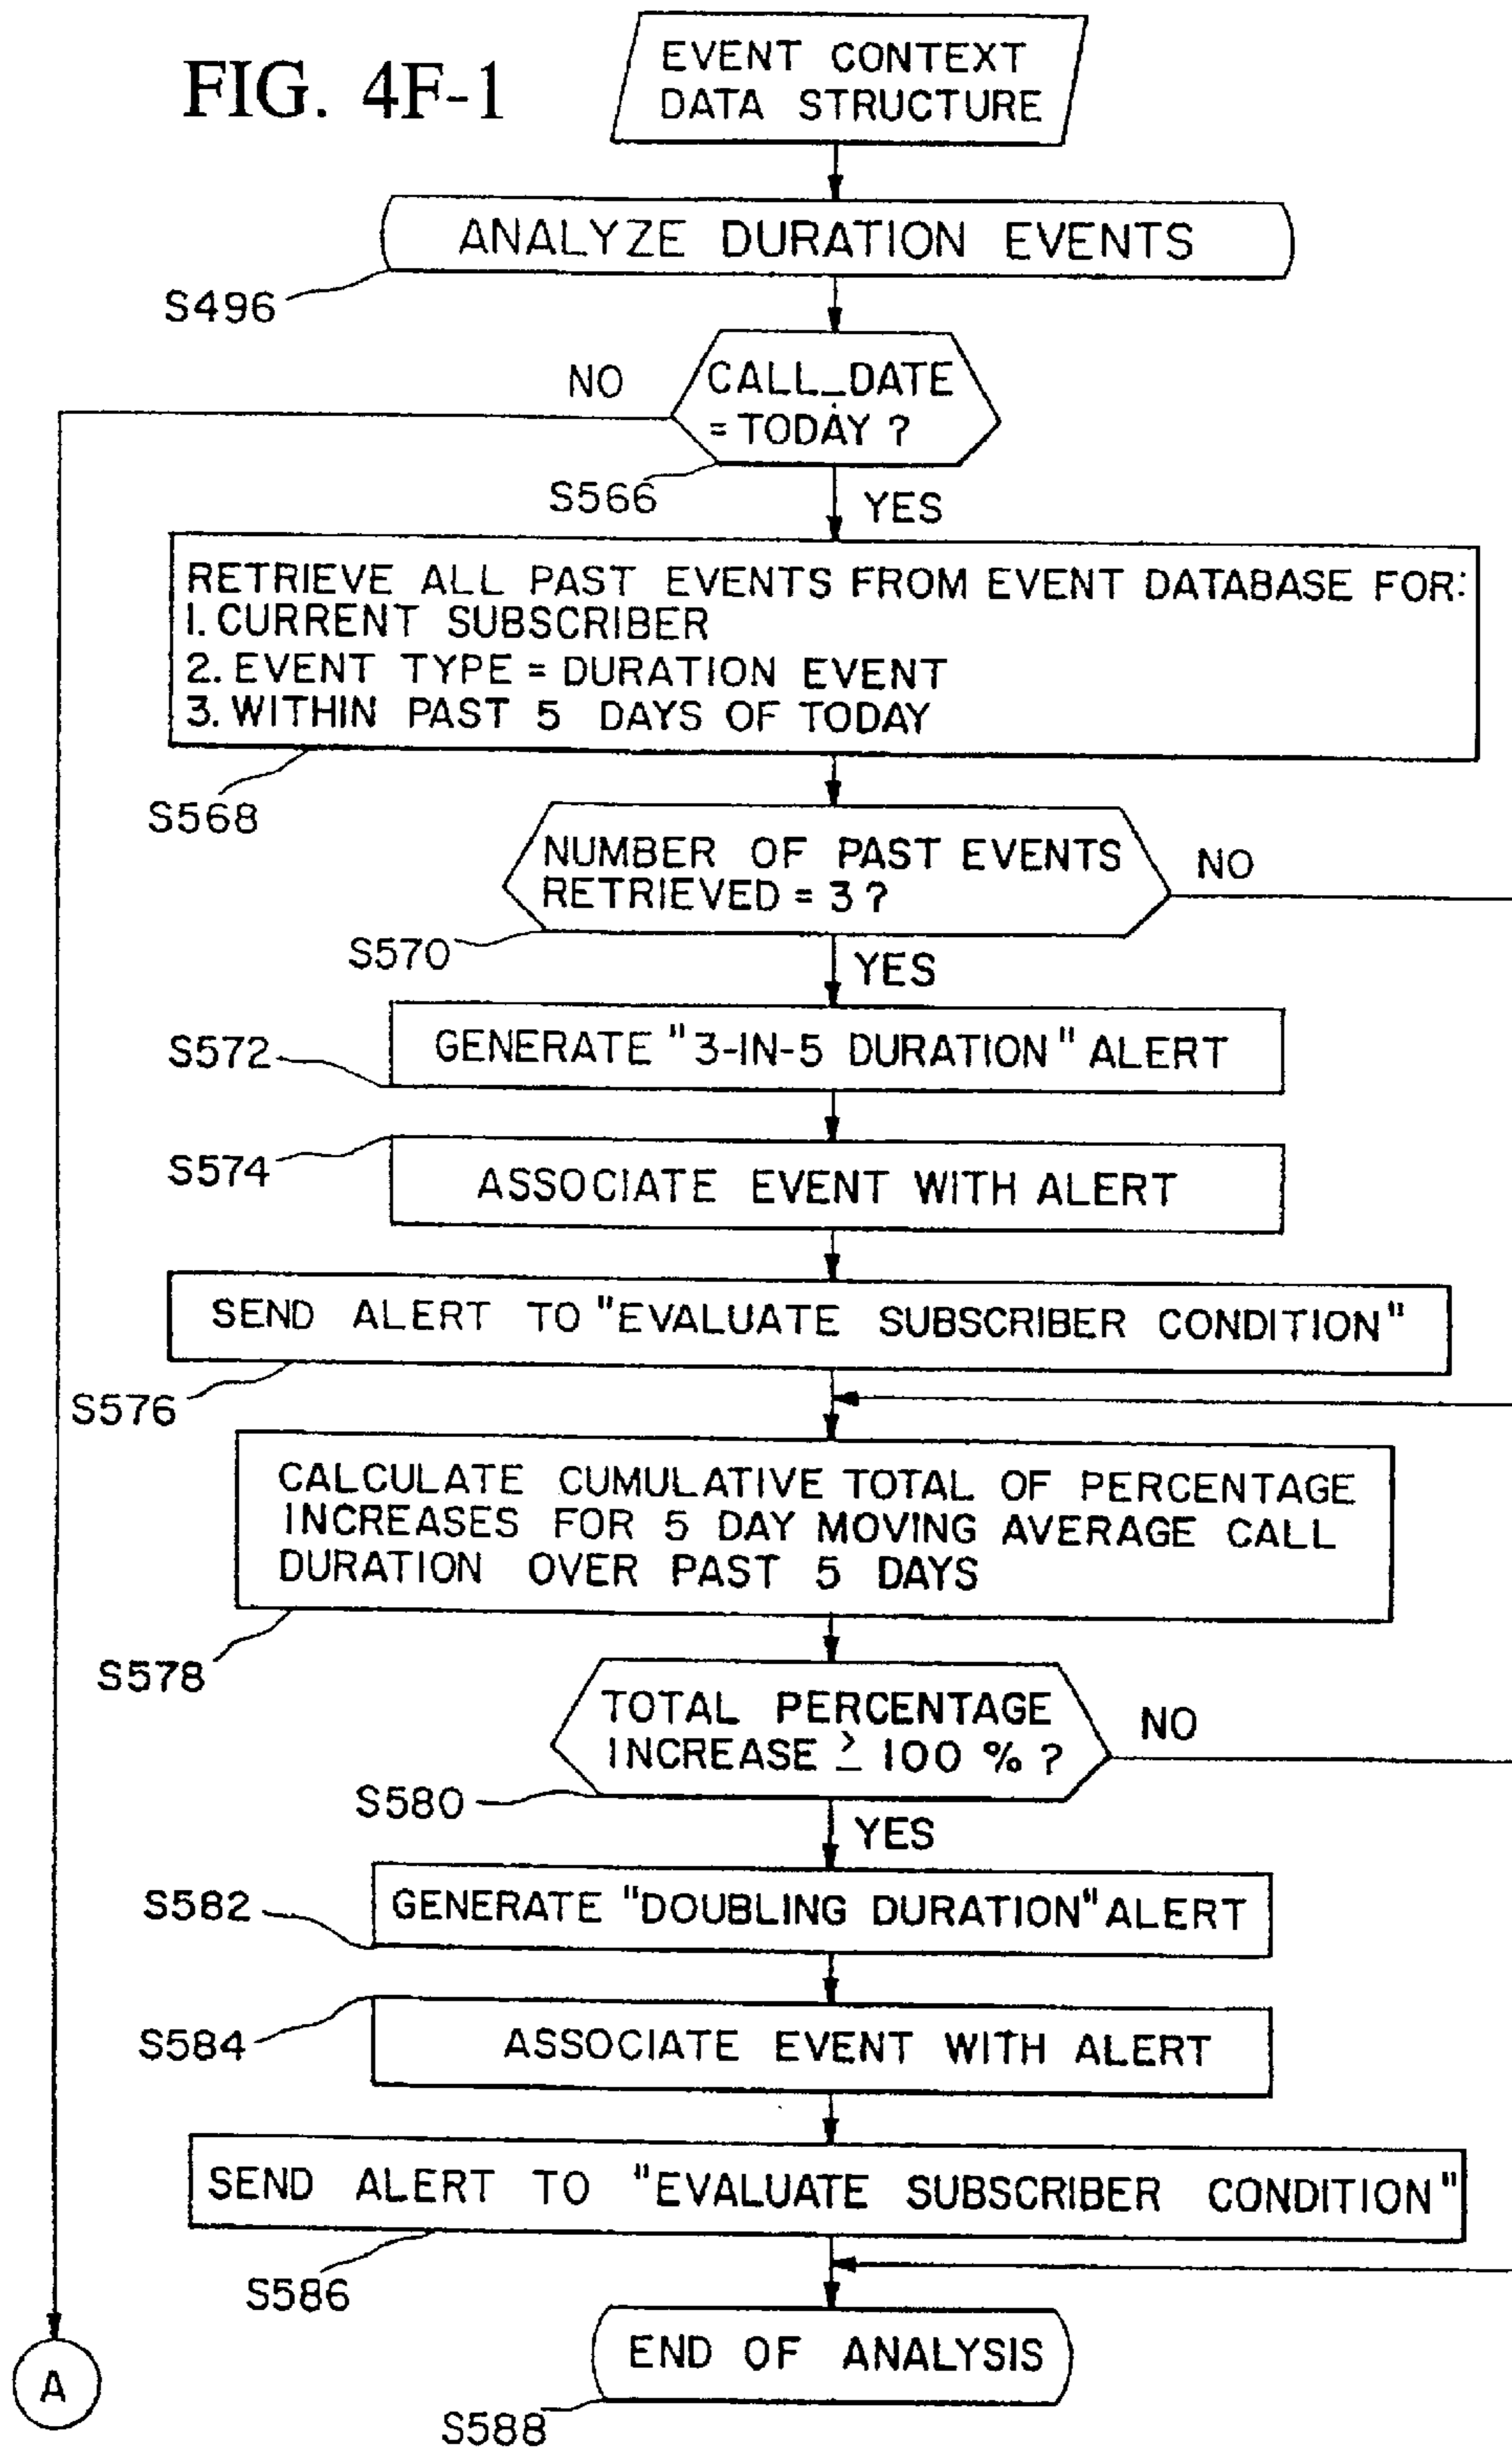 FIG. 4F-1
EVENT CONTEXT
DATA STRUCTURE
ANALYZE DURATION EVENTS
S496
NO
CALL_DATE
= TODAY ?
S566
YES
RETRIEVE ALL PAST EVENTS FROM EVENT DATABASE FOR:
1. CURRENT SUBSCRIBER
2. EVENT TYPE = DURATION EVENT
3. WITHIN PAST 5 DAYS OF TODAY
S568
NUMBER OF PAST EVENTS
RETRIEVED = 3 ?
NO
S570
YES
S572
GENERATE "3-IN-5 DURATION" ALERT
S574
ASSOCIATE EVENT WITH ALERT
SEND ALERT TO "EVALUATE SUBSCRIBER CONDITION"
S576
CALCULATE CUMULATIVE TOTAL OF PERCENTAGE
INCREASES FOR 5 DAY MOVING AVERAGE CALL
DURATION OVER PAST 5 DAYS
S578
TOTAL PERCENTAGE
INCREASE ≥ 100 % ?
NO
S580
YES
S582
GENERATE "DOUBLING DURATION" ALERT
S584
ASSOCIATE EVENT WITH ALERT
SEND ALERT TO "EVALUATE SUBSCRIBER CONDITION"
S586
END OF ANALYSIS
A
S588